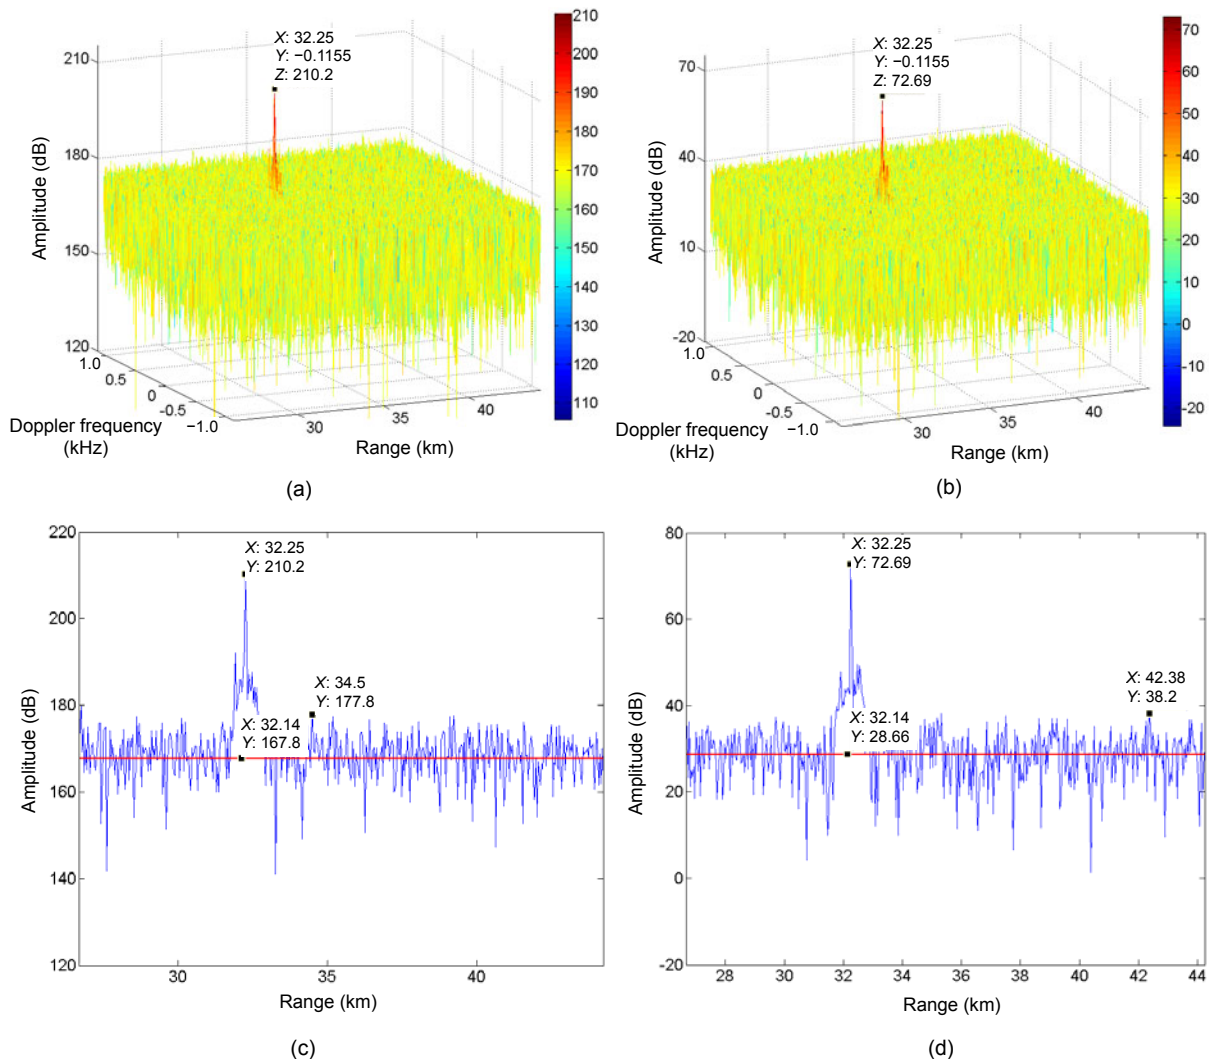 X: 32.25
Y: −0.1155
Z: 210.2
210
180
150
120
Amplitude (dB)
1.0
0.5
0
-0.5
−1.0
Doppler frequency
(kHz)
30
35
40
Range (km)
210
200
190
180
170
160
150
140
130
120
110
(a)
X: 32.25
Y: −0.1155
Z: 72.69
70
40
10
-20
Amplitude (dB)
1.0
0.5
0
-0.5
−1.0
Doppler frequency
(kHz)
30
35
40
Range (km)
70
60
50
40
30
20
10
0
-10
-20
(b)
220
200
180
160
140
120
Amplitude (dB)
X: 32.25
Y: 210.2
X: 34.5
Y: 177.8
X: 32.14
Y: 167.8
30
35
40
Range (km)
(c)
80
60
40
20
0
-20
Amplitude (dB)
X: 32.25
Y: 72.69
X: 42.38
Y: 38.2
X: 32.14
Y: 28.66
28
30
32
34
36
38
40
42
44
Range (km)
(d)